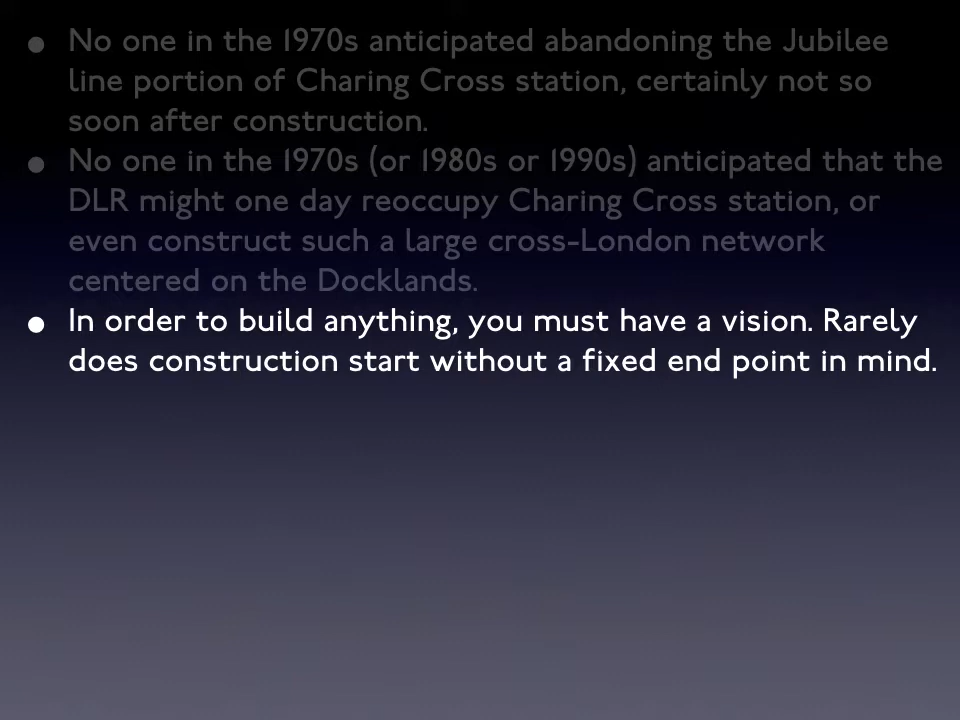 • No one in the 1970s anticipated abandoning the Jubilee
line portion of Charing Cross station, certainly not so
soon after construction.
• No one in the 1970s (or 1980s or 1990s) anticipated that the
DLR might one day reoccupy Charing Cross station, or
even construct such a large cross-London network
centered on the Docklands.
• In order to build anything, you must have a vision. Rarely
does construction start without a fixed end point in mind.